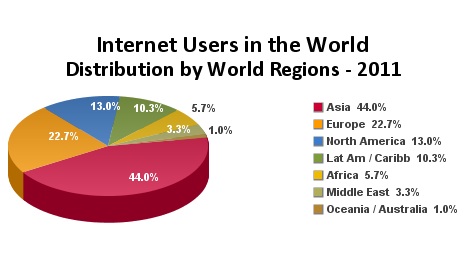 Internet Users in the World
Distribution by World Regions - 2011
13.0%
10.3%
5.7%
3.3%
1.0%
22.7%
44.0%
Asia 44.0%
Europe 22.7%
North America 13.0%
Lat Am / Caribb 10.3%
Africa 5.7%
Middle East 3.3%
Oceania / Australia 1.0%